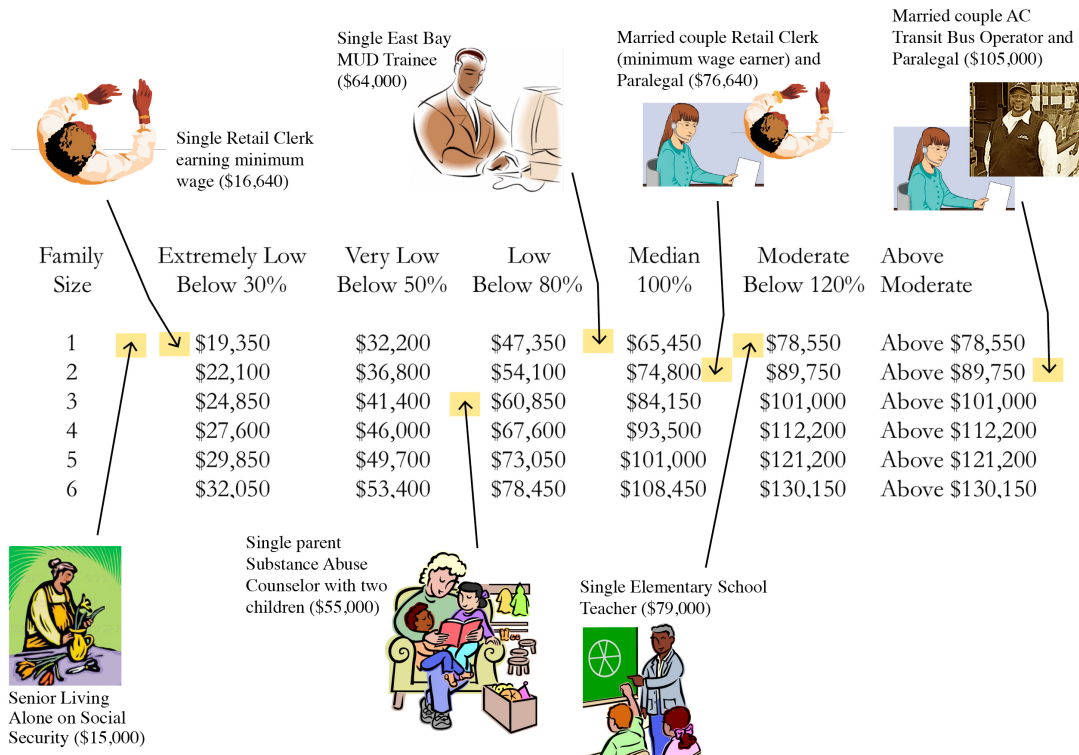 Single Retail Clerk
earning minimum
wage ($16,640)
Single East Bay
MUD Trainee
($64,000)
Married couple Retail Clerk
(minimum wage earner) and
Paralegal ($76,640)
Married couple AC
Transit Bus Operator and
Paralegal ($105,000)
Family Size Extremely Low Below 30% Very Low Below 50% Low Below 80% Median 100% Moderate Below 120% Above Moderate
1 $19,350 $32,200 $47,350 $65,450 $78,550 Above $78,550
2 $22,100 $36,800 $54,100 $74,800 $89,750 Above $89,750
3 $24,850 $41,400 $60,850 $84,150 $101,000 Above $101,000
4 $27,600 $46,000 $67,600 $93,500 $112,200 Above $112,200
5 $29,850 $49,700 $73,050 $101,000 $121,200 Above $121,200
6 $32,050 $53,400 $78,450 $108,450 $130,150 Above $130,150
Senior Living
Alone on Social
Security ($15,000)
Single parent
Substance Abuse
Counselor with two
children ($55,000)
Single Elementary School
Teacher ($79,000)